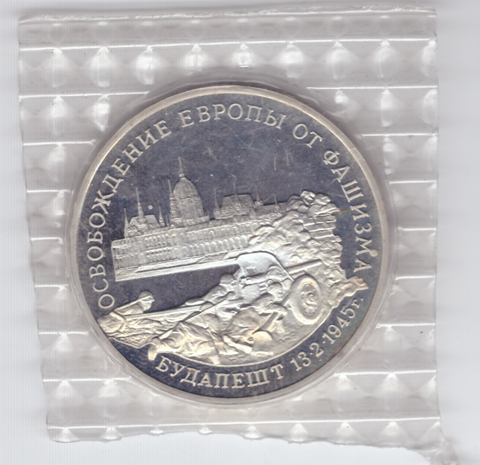 ОСВОБОЖДЕНИЕ ЕВРОПЫ ОТ ФАШИЗМА
БУДАПЕШТ 13·2·1945г.